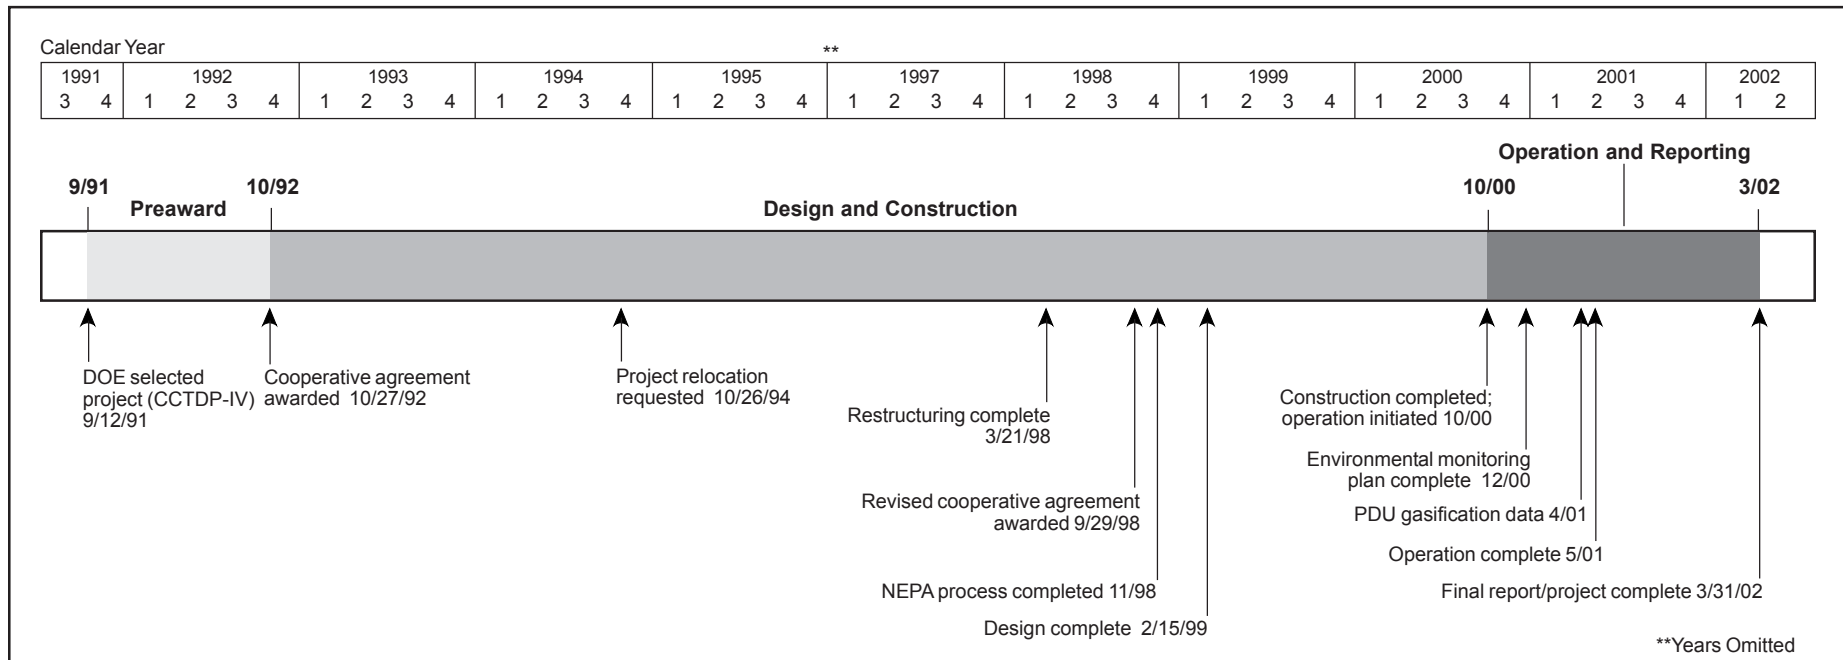 Calendar Year
**
1991 1992 1993 1994 1995 1997 1998 1999 2000 2001 2002
3 4 1 2 3 4 1 2 3 4 1 2 3 4 1 2 3 4 1 2 3 4 1 2 3 4 1 2 3 4 1 2 3 4 1 2 3 4 1 2
Operation and Reporting
9/91 10/92 10/00 3/02
Preaward Design and Construction
DOE selected
project (CCTDP-IV)
9/12/91
Cooperative agreement
awarded 10/27/92
Project relocation
requested 10/26/94
Restructuring complete
3/21/98
Revised cooperative agreement
awarded 9/29/98
NEPA process completed 11/98
Design complete 2/15/99
Construction completed;
operation initiated 10/00
Environmental monitoring
plan complete 12/00
PDU gasification data 4/01
Operation complete 5/01
Final report/project complete 3/31/02
**Years Omitted